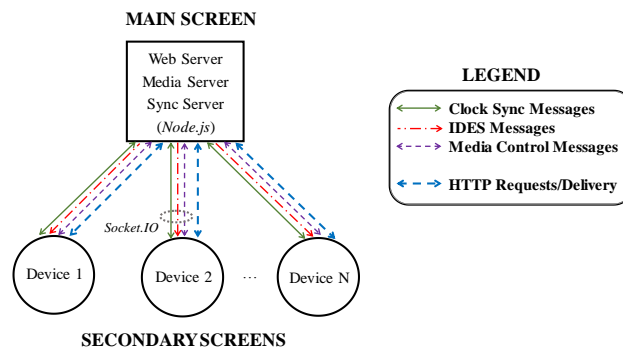 MAIN SCREEN
Web Server
Media Server
Sync Server
(Node.js)
LEGEND
Clock Sync Messages
IDES Messages
Media Control Messages
HTTP Requests/Delivery
Socket.IO
Device 1
Device 2
...
Device N
SECONDARY SCREENS